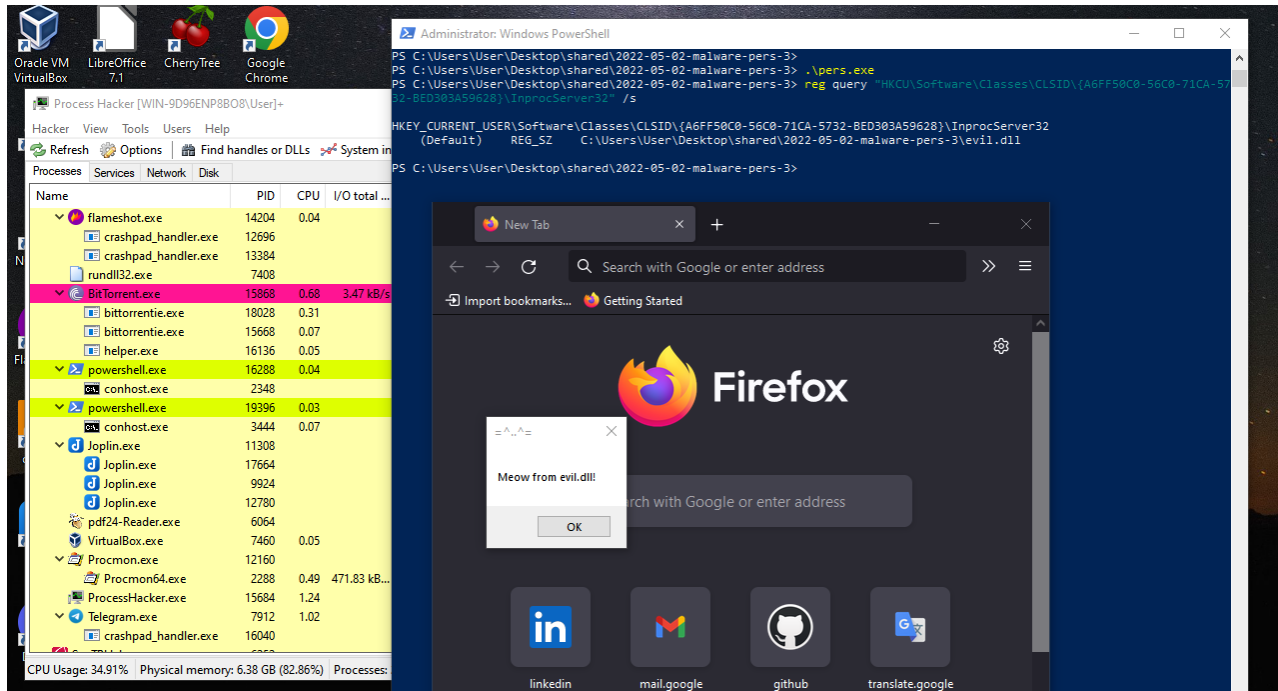 Oracle VM
VirtualBox
LibreOffice
7.1
CherryTree
Google
Chrome
Process Hacker [WIN-9D96ENP8BO8\User]+
Hacker View Tools Users Help
Refresh Options Find handles or DLLs System in
Processes Services Network Disk
Name PID CPU I/O total ...
flameshot.exe 14204 0.04
crashpad_handler.exe 12696
crashpad_handler.exe 13384
rundll32.exe 7408
BitTorrent.exe 15868 0.68 3.47 kB/s
bittorrentie.exe 18028 0.31
bittorrentie.exe 15668 0.07
helper.exe 16136 0.05
powershell.exe 16288 0.04
conhost.exe 2348
powershell.exe 19396 0.03
conhost.exe 3444 0.07
Joplin.exe 11308
Joplin.exe 17664
Joplin.exe 9924
Joplin.exe 12780
pdf24-Reader.exe 6064
VirtualBox.exe 7460 0.05
Procmon.exe 12160
Procmon64.exe 2288 0.49 471.83 kB...
ProcessHacker.exe 15684 1.24
Telegram.exe 7912 1.02
crashpad_handler.exe 16040
CPU Usage: 34.91% Physical memory: 6.38 GB (82.86%) Processes:
Administrator: Windows PowerShell
PS C:\Users\User\Desktop\shared\2022-05-02-malware-pers-3>
PS C:\Users\User\Desktop\shared\2022-05-02-malware-pers-3> .\pers.exe
PS C:\Users\User\Desktop\shared\2022-05-02-malware-pers-3> reg query "HKCU\Software\Classes\CLSID\{A6FF50C0-56C0-71CA-57
32-BED303A59628}\InprocServer32" /s
HKEY_CURRENT_USER\Software\Classes\CLSID\{A6FF50C0-56C0-71CA-5732-BED303A59628}\InprocServer32
(Default) REG_SZ C:\Users\User\Desktop\shared\2022-05-02-malware-pers-3\evil.dll
PS C:\Users\User\Desktop\shared\2022-05-02-malware-pers-3>
New Tab
Search with Google or enter address
Import bookmarks... Getting Started
Firefox
=^..^=
Meow from evil.dll!
OK
rch with Google or enter address
linkedin
mail.google
github
translate.google